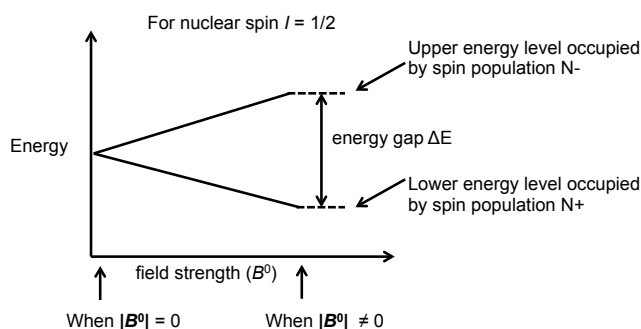 For nuclear spin I = 1/2
Upper energy level occupied
by spin population N-
Energy
energy gap ΔE
Lower energy level occupied
by spin population N+
field strength (B⁰)
When |B⁰| = 0
When |B⁰| ≠ 0